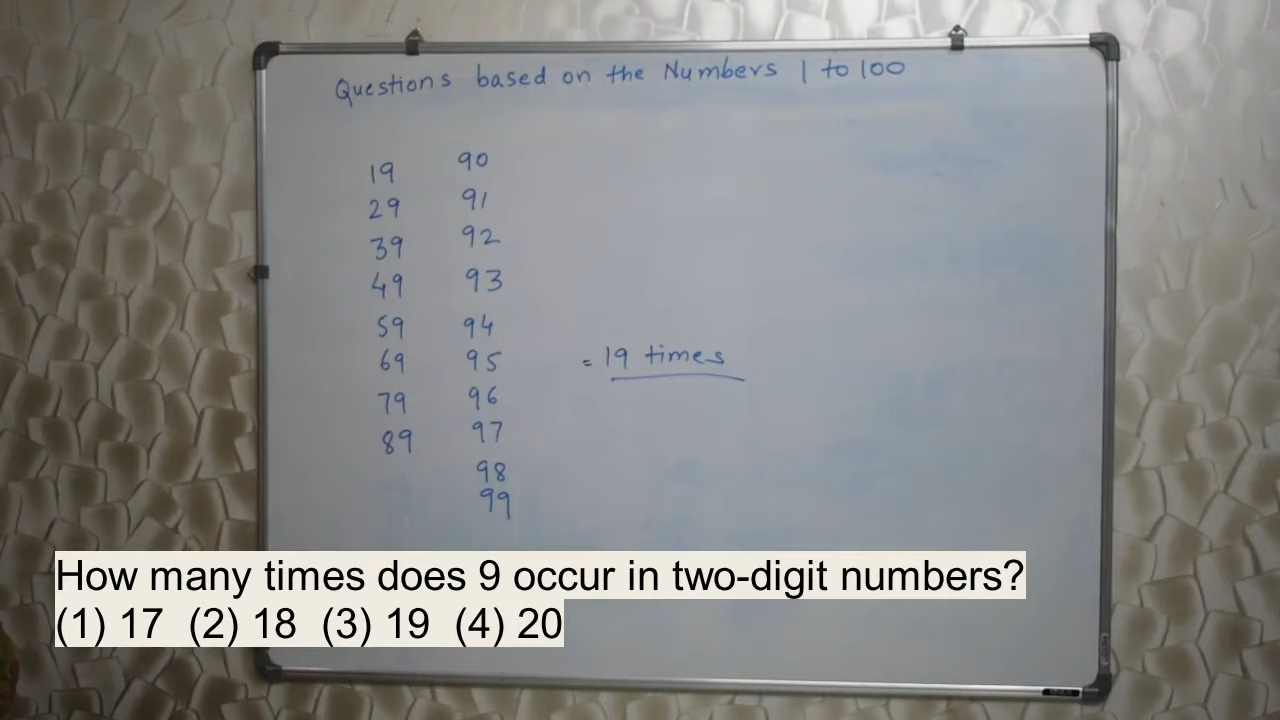 Questions based on the Numbers 1 to 100
19 90
29 91
39 92
49 93
59 94
69 95
= 19 times
79 96
89 97
98
99
How many times does 9 occur in two-digit numbers?
(1) 17 (2) 18 (3) 19 (4) 20